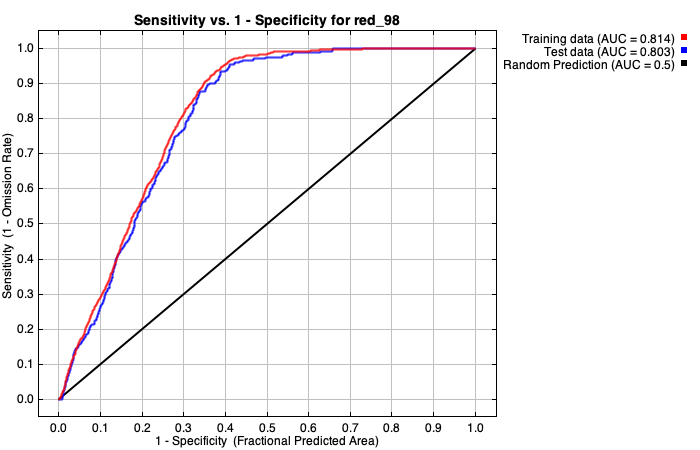 Sensitivity vs. 1 - Specificity for red_98
Training data (AUC = 0.814)
Test data (AUC = 0.803)
Random Prediction (AUC = 0.5)
Sensitivity (1 - Omission Rate)
1.0
0.9
0.8
0.7
0.6
0.5
0.4
0.3
0.2
0.1
0.0
0.0 0.1 0.2 0.3 0.4 0.5 0.6 0.7 0.8 0.9 1.0
1 - Specificity (Fractional Predicted Area)